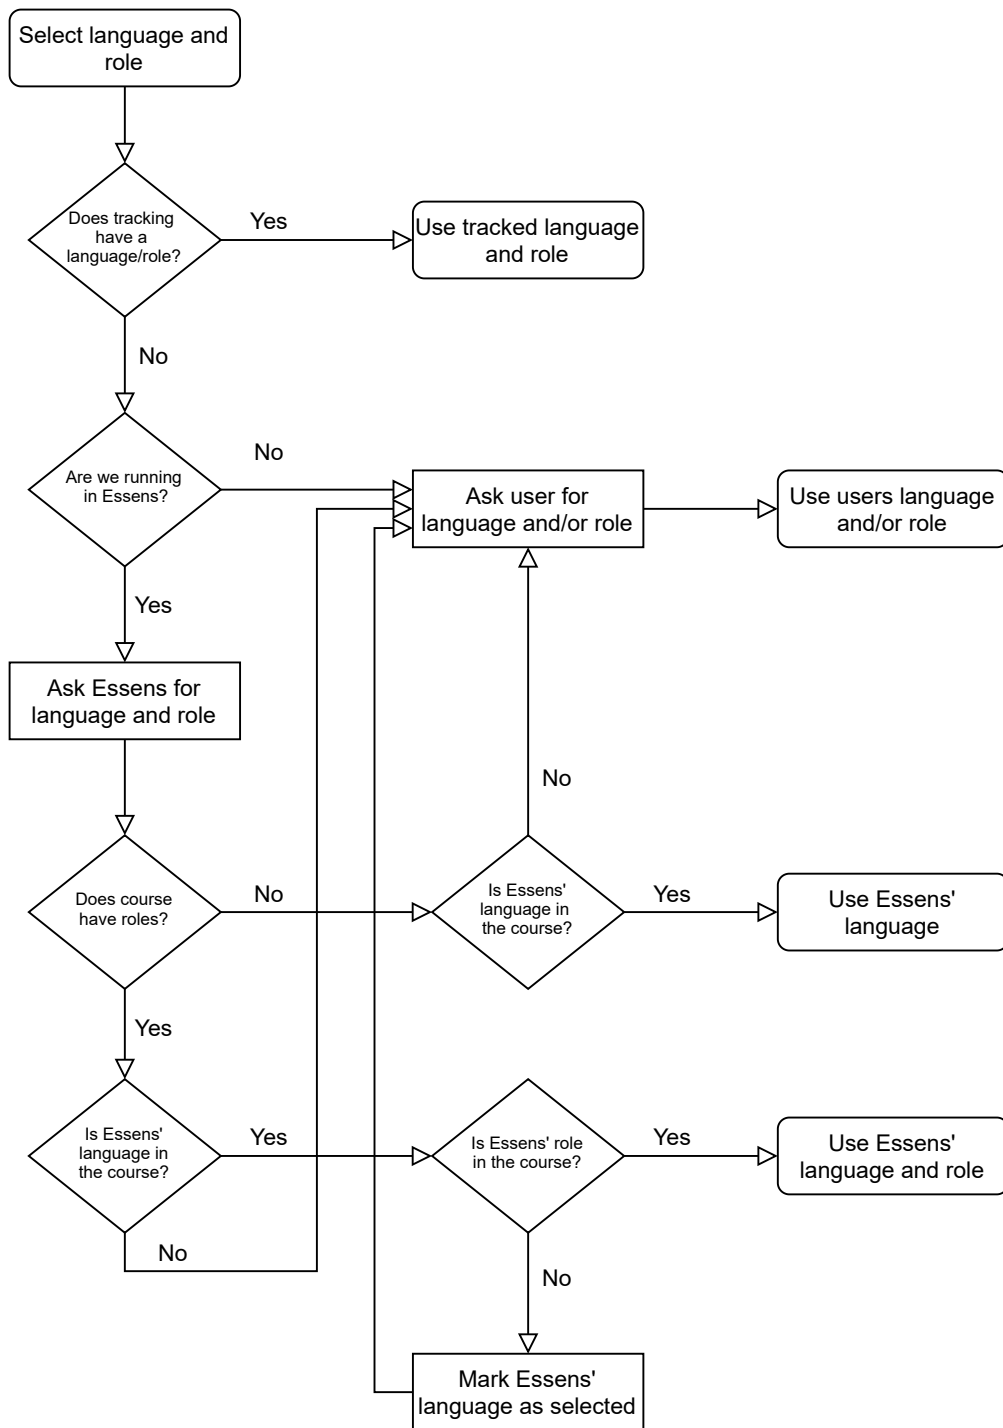 Select language and
role
Does tracking
have a
language/role?
Yes
Use tracked language
and role
No
Are we running
in Essens?
No
Ask user for
language and/or role
Use users language
and/or role
Yes
Ask Essens for
language and role
No
Does course
have roles?
No
Is Essens'
language in
the course?
Yes
Use Essens'
language
Yes
Is Essens'
language in
the course?
Yes
Is Essens' role
in the course?
Yes
Use Essens'
language and role
No
No
Mark Essens'
language as selected